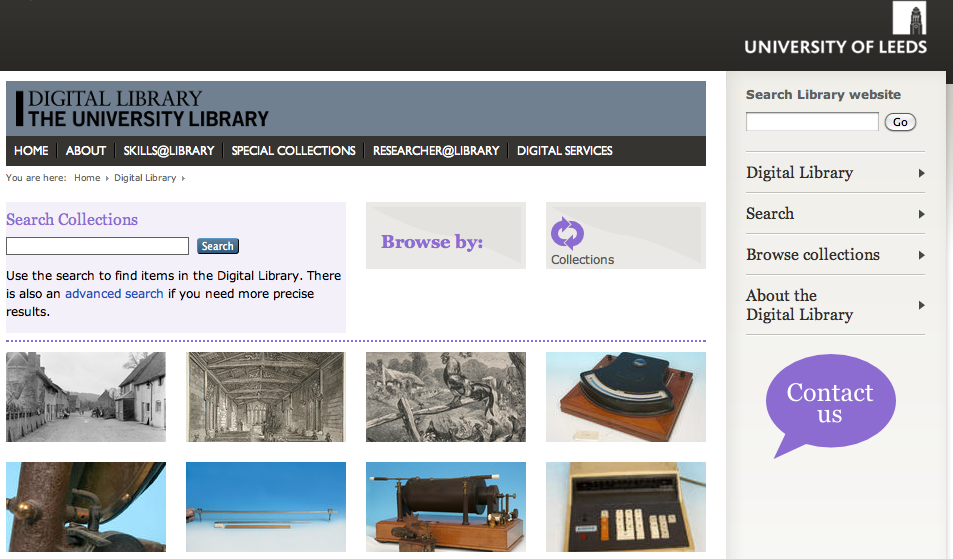 UNIVERSITY OF LEEDS
DIGITAL LIBRARY
THE UNIVERSITY LIBRARY
HOME ABOUT SKILLS@LIBRARY SPECIAL COLLECTIONS RESEARCHER@LIBRARY DIGITAL SERVICES
You are here: Home Digital Library
Search Collections
Search
Use the search to find items in the Digital Library. There
is also an advanced search if you need more precise
results.
Browse by:
Collections
Search Library website
Go
Digital Library
Search
Browse collections
About the
Digital Library
Contact
us